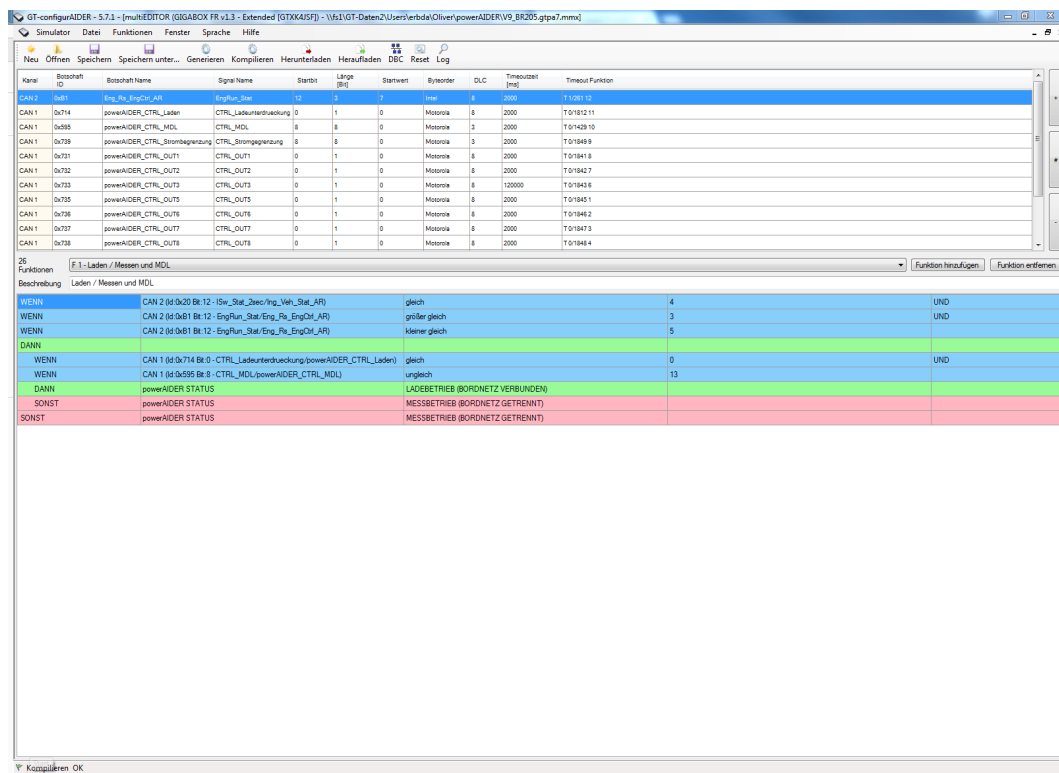 GT-configurAIDER - 5.7.1 - [multiEDITOR (GIGABOX FR v1.3 - Extended [GTXK4JSF]) - \\fs1\GT-Daten2\Users\erbda\Oliver\powerAIDER\V9_BR205.gtpa7.mmx]
Simulator Datei Funktionen Fenster Sprache Hilfe
Neu Öffnen Speichern Speichern unter... Generieren Kompilieren Herunterladen Heraufladen DBC Reset Log
Kanal Botschaft ID Botschaft Name Signal Name Startbit Länge [Bit] Startwert Byteorder DLC Timeoutzeit [ms] Timeout Funktion
CAN 2 0xB1 Eng_Rs_EngCtrl_AR EngRun_Stat 12 3 7 Intel 8 2000 T 1/261 12
CAN 1 0x714 powerAIDER_CTRL_Laden CTRL_Ladeunterdrueckung 0 1 0 Motorola 8 2000 T 0/1812 11
CAN 1 0x595 powerAIDER_CTRL_MDL CTRL_MDL 8 8 0 Motorola 3 2000 T 0/1429 10
CAN 1 0x739 powerAIDER_CTRL_Strombegrenzung CTRL_Stromgegrenzung 8 8 0 Motorola 3 2000 T 0/1849 9
CAN 1 0x731 powerAIDER_CTRL_OUT1 CTRL_OUT1 0 1 0 Motorola 8 2000 T 0/1841 8
CAN 1 0x732 powerAIDER_CTRL_OUT2 CTRL_OUT2 0 1 0 Motorola 8 2000 T 0/1842 7
CAN 1 0x733 powerAIDER_CTRL_OUT3 CTRL_OUT3 0 1 0 Motorola 8 120000 T 0/1843 6
CAN 1 0x735 powerAIDER_CTRL_OUT5 CTRL_OUT5 0 1 0 Motorola 8 2000 T 0/1845 1
CAN 1 0x736 powerAIDER_CTRL_OUT6 CTRL_OUT6 0 1 0 Motorola 8 2000 T 0/1846 2
CAN 1 0x737 powerAIDER_CTRL_OUT7 CTRL_OUT7 0 1 0 Motorola 8 2000 T 0/1847 3
CAN 1 0x738 powerAIDER_CTRL_OUT8 CTRL_OUT8 0 1 0 Motorola 8 2000 T 0/1848 4
26 Funktionen F 1 - Laden / Messen und MDL Funktion hinzufügen Funktion entfernen
Beschreibung Laden / Messen und MDL
WENN CAN 2 (Id:0x20 Bit:12 - ISw_Stat_2sec/Ing_Veh_Stat_AR) gleich 4 UND
WENN CAN 2 (Id:0xB1 Bit:12 - EngRun_Stat/Eng_Rs_EngCtrl_AR) größer gleich 3 UND
WENN CAN 2 (Id:0xB1 Bit:12 - EngRun_Stat/Eng_Rs_EngCtrl_AR) kleiner gleich 5
DANN
WENN CAN 1 (Id:0x714 Bit:0 - CTRL_Ladeunterdrueckung/powerAIDER_CTRL_Laden) gleich 0 UND
WENN CAN 1 (Id:0x595 Bit:8 - CTRL_MDL/powerAIDER_CTRL_MDL) ungleich 13
DANN powerAIDER STATUS LADEBETRIEB (BORDNETZ VERBUNDEN)
SONST powerAIDER STATUS MESSBETRIEB (BORDNETZ GETRENNT)
SONST powerAIDER STATUS MESSBETRIEB (BORDNETZ GETRENNT)
Kompilieren OK